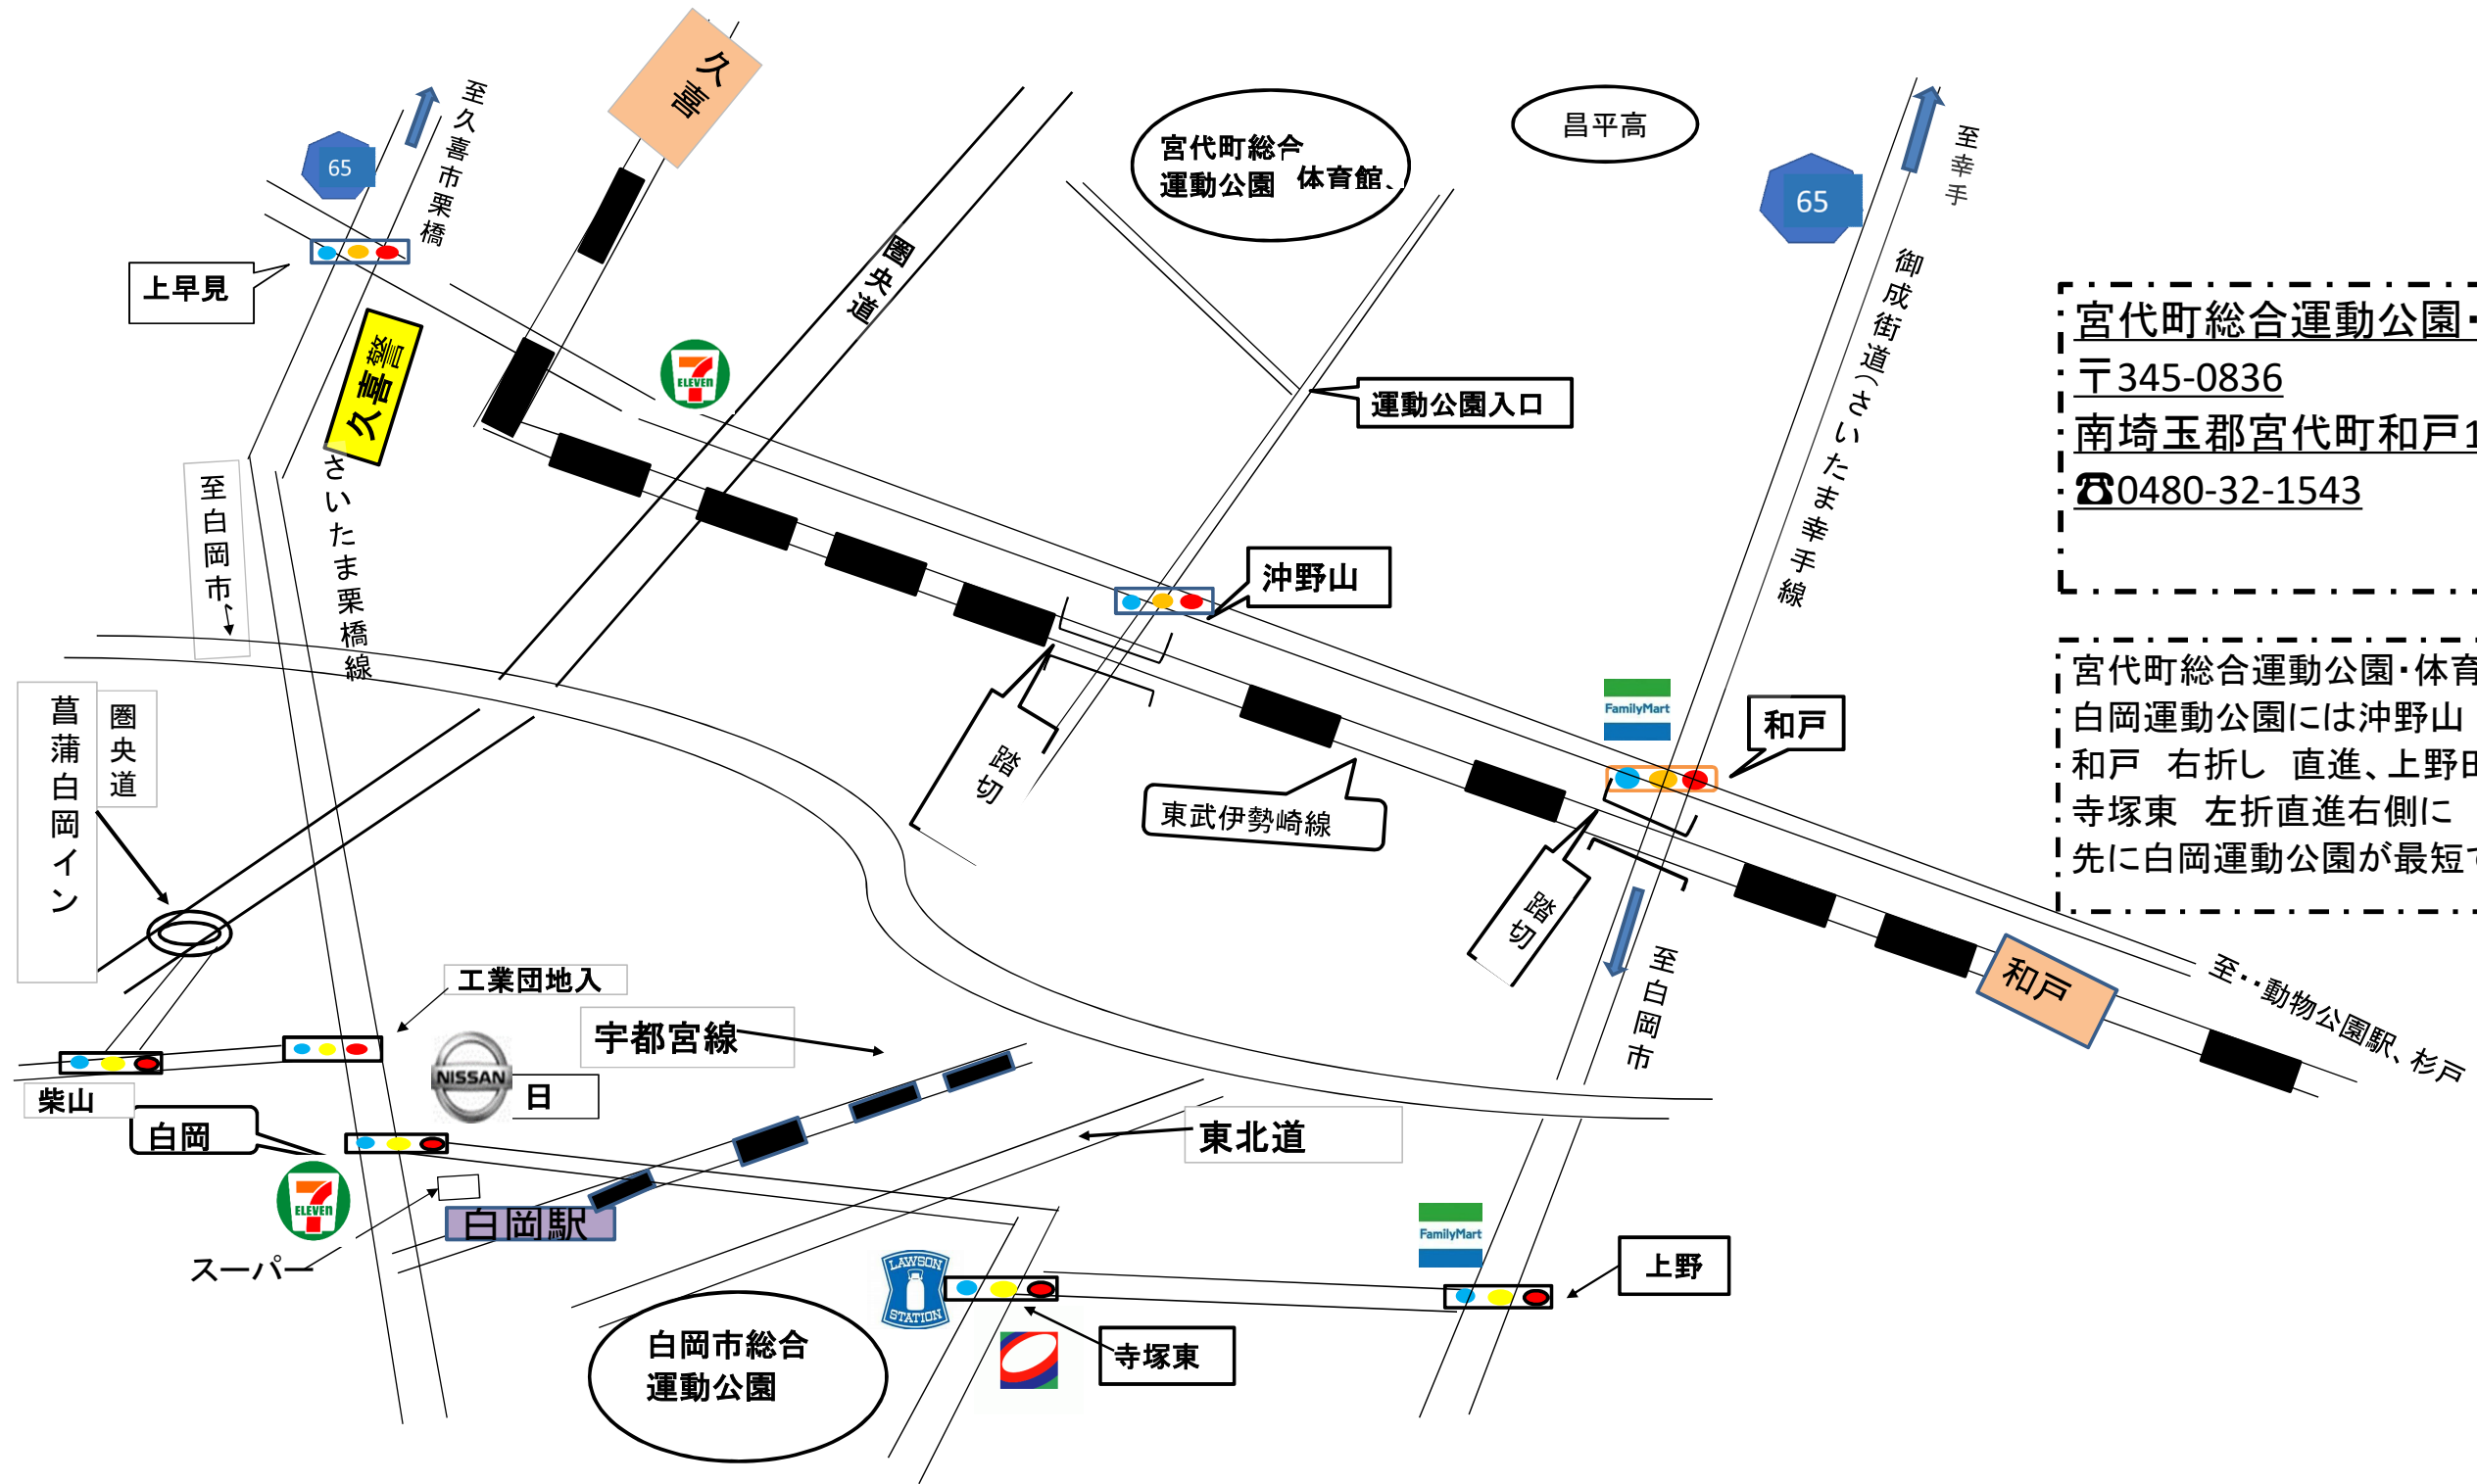 久喜
至久喜市栗橋
65
上早見
久喜警
さいたま栗橋線
至白岡市
圏央道
ELEVEN
宮代町総合
運動公園 体育館、
昌平高
65
至幸手
御成街道(さいたま幸手線
運動公園入口
宮代町総合運動公園・
〒345-0836
南埼玉郡宮代町和戸1
☎0480-32-1543
沖野山
踏切
東武伊勢崎線
FamilyMart
和戸
踏切
至白岡市
宮代町総合運動公園・体育
白岡運動公園には沖野山
和戸 右折し 直進、上野田
寺塚東 左折直進右側に
先に白岡運動公園が最短で
和戸
至・・動物公園駅、杉戸
菖蒲白岡イン
圏央道
工業団地入
宇都宮線
NISSAN
日
柴山
白岡
ELEVEN
スーパー
白岡駅
東北道
白岡市総合
運動公園
LAWSON
STATION
寺塚東
FamilyMart
上野